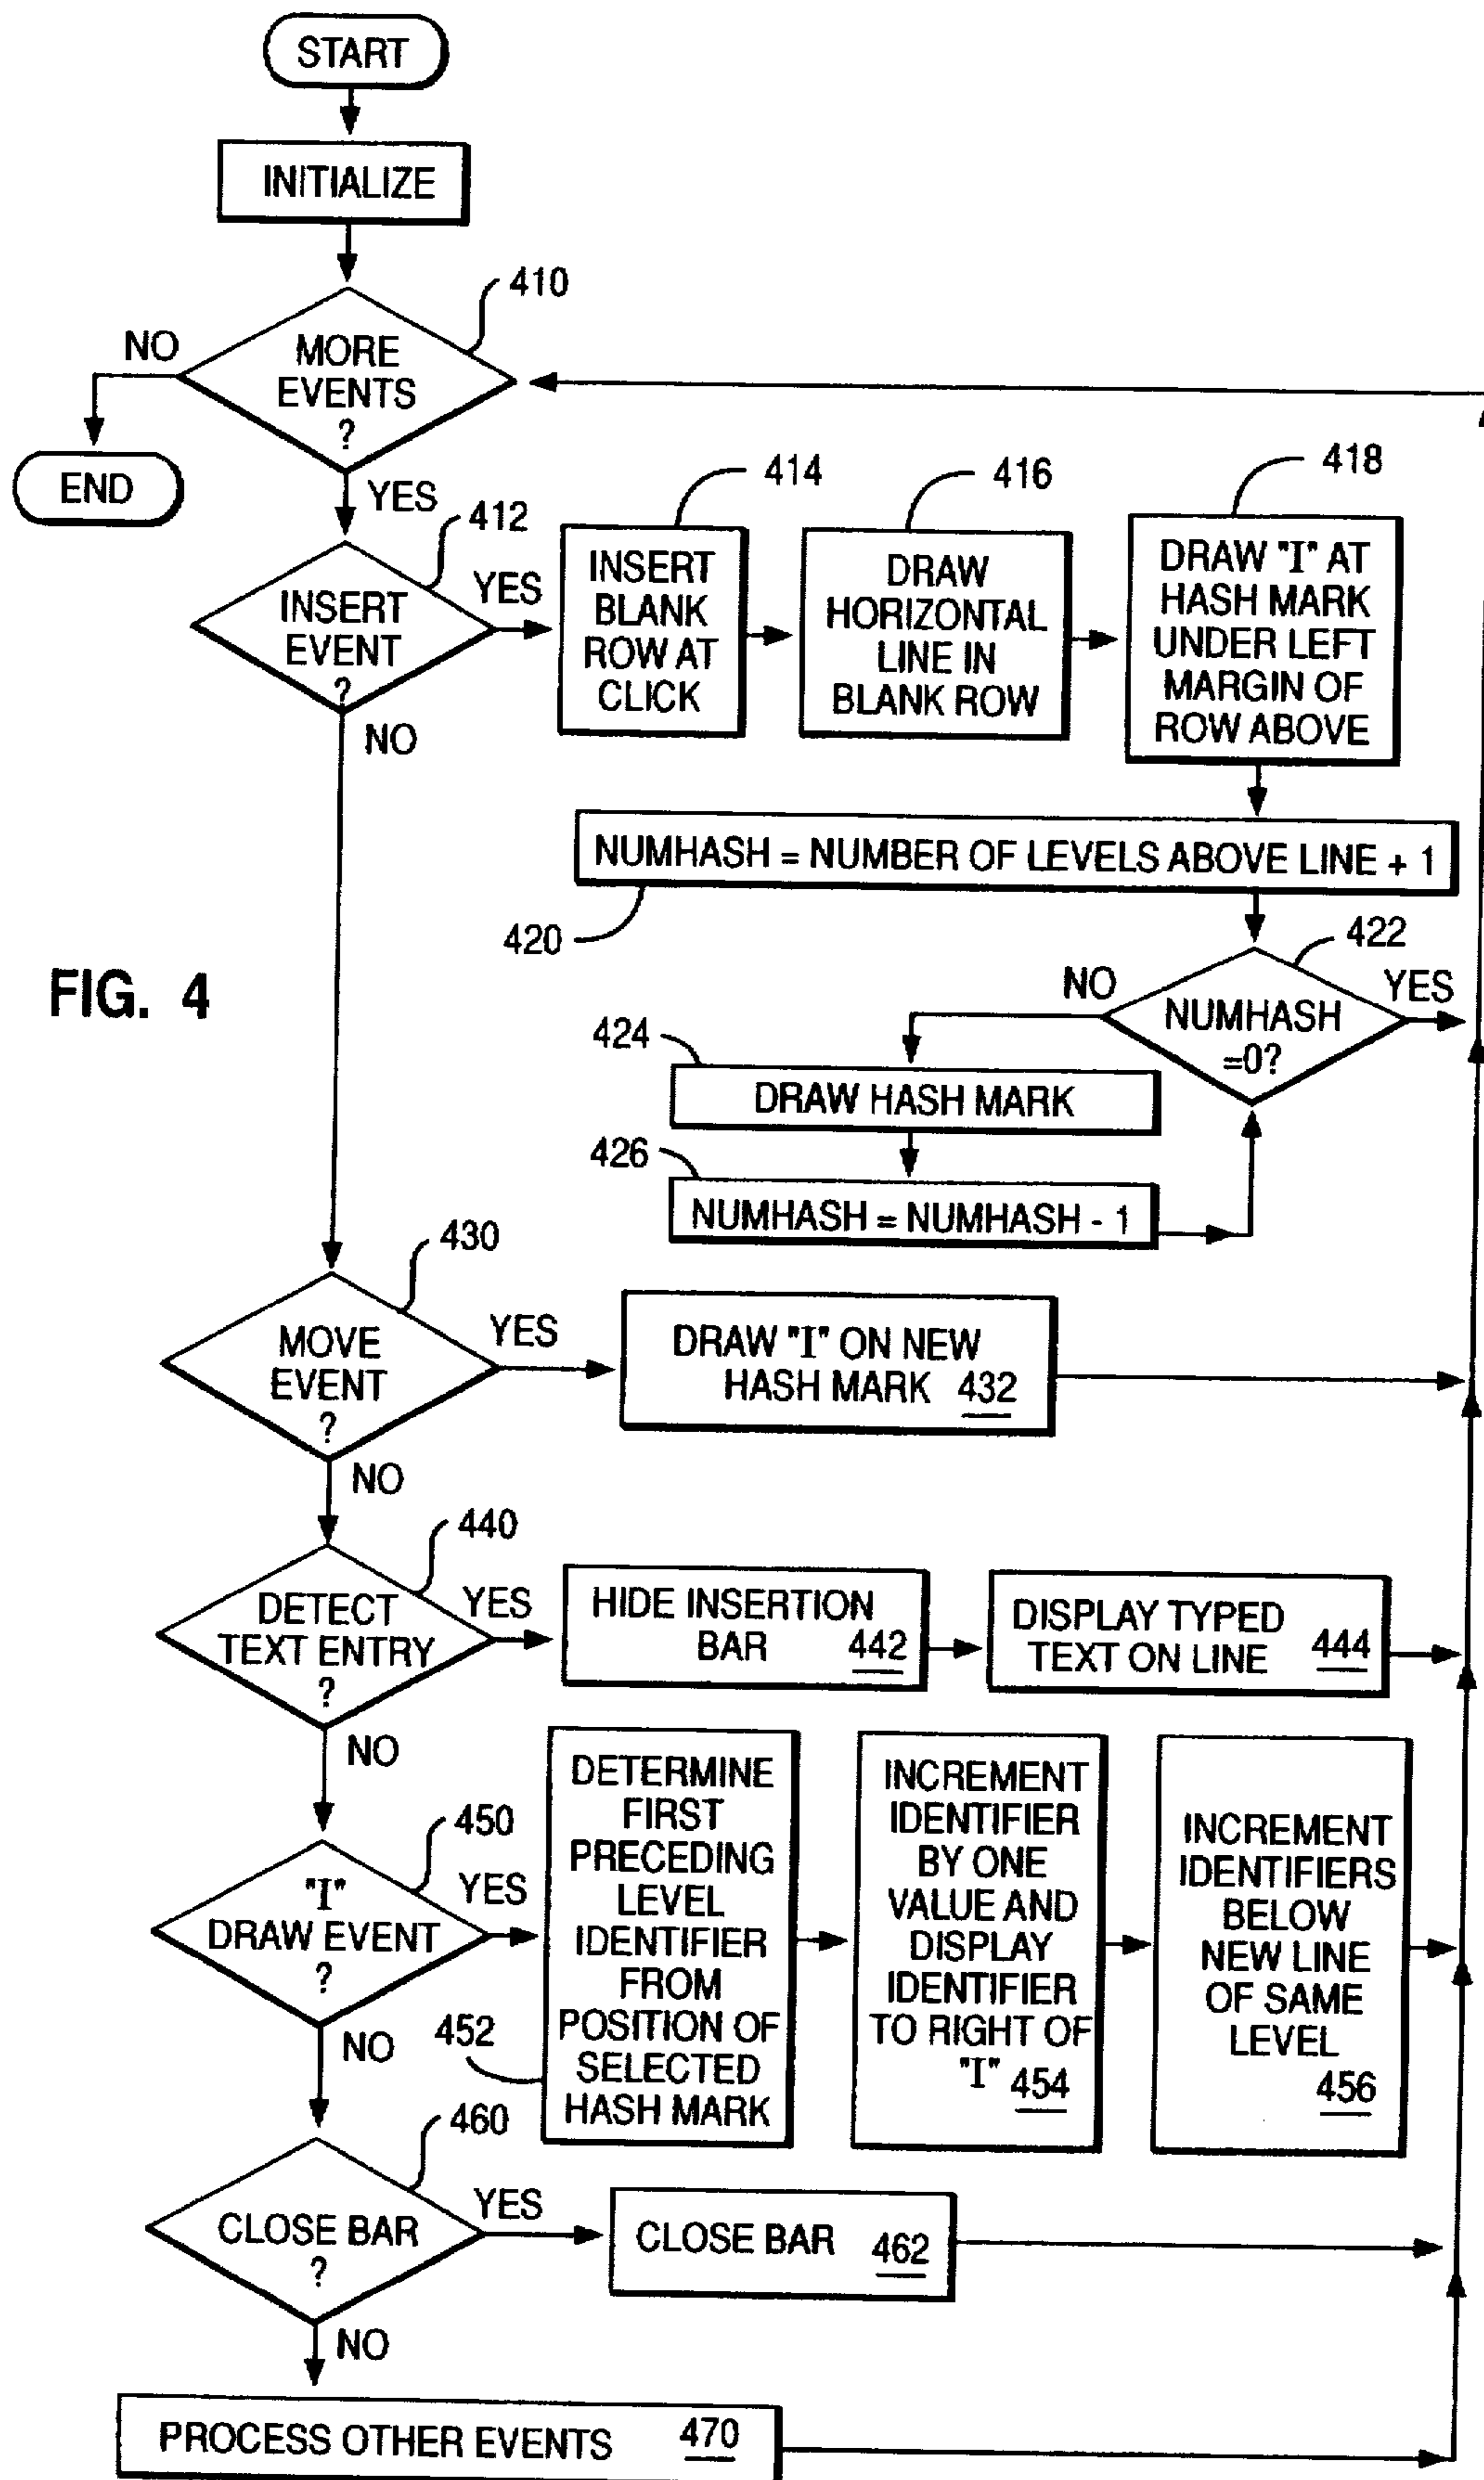 START
INITIALIZE
410
MORE
EVENTS
?
NO
END
YES
412
INSERT
EVENT
?
YES
NO
414
INSERT
BLANK
ROW AT
CLICK
416
DRAW
HORIZONTAL
LINE IN
BLANK ROW
418
DRAW "I" AT
HASH MARK
UNDER LEFT
MARGIN OF
ROW ABOVE
NUMHASH = NUMBER OF LEVELS ABOVE LINE + 1
420
422
NUMHASH
=0?
NO
YES
FIG. 4
424
DRAW HASH MARK
426
NUMHASH = NUMHASH - 1
430
MOVE
EVENT
?
YES
DRAW "I" ON NEW
HASH MARK 432
NO
440
DETECT
TEXT ENTRY
?
YES
HIDE INSERTION
BAR 442
DISPLAY TYPED
TEXT ON LINE 444
NO
450
"I"
DRAW EVENT
?
YES
452
DETERMINE
FIRST
PRECEDING
LEVEL
IDENTIFIER
FROM
POSITION OF
SELECTED
HASH MARK
INCREMENT
IDENTIFIER
BY ONE
VALUE AND
DISPLAY
IDENTIFIER
TO RIGHT OF
"I" 454
INCREMENT
IDENTIFIERS
BELOW
NEW LINE
OF SAME
LEVEL
456
NO
460
CLOSE BAR
?
YES
CLOSE BAR 462
NO
PROCESS OTHER EVENTS 470